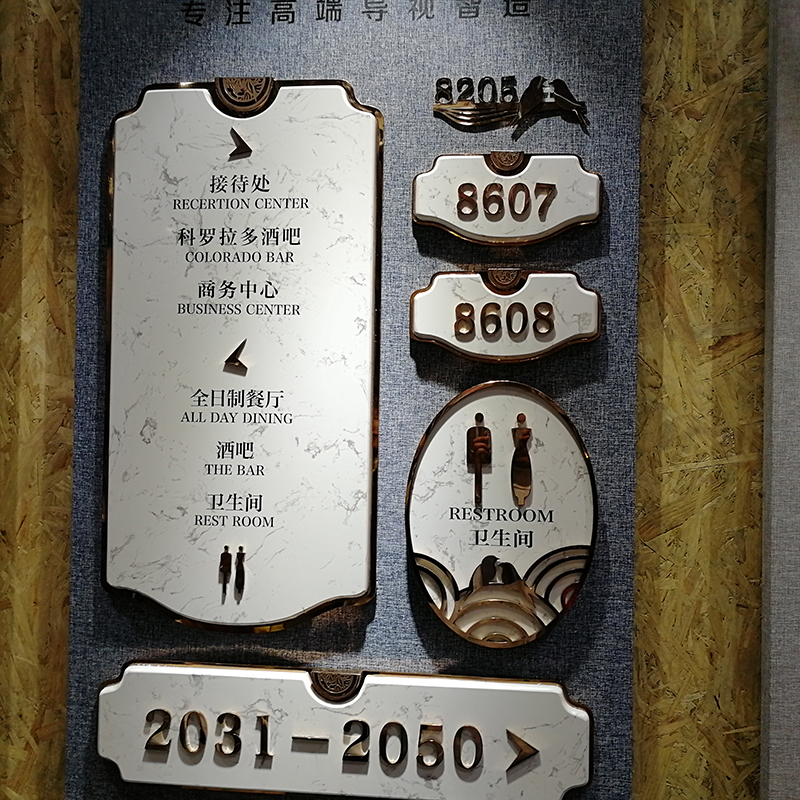 专注高端导视智造
接待处
RECERTION CENTER
科罗拉多酒吧
COLORADO BAR
商务中心
BUSINESS CENTER
全日制餐厅
ALL DAY DINING
酒吧
THE BAR
卫生间
REST ROOM
8205
8607
8608
RESTROOM
卫生间
2031-2050